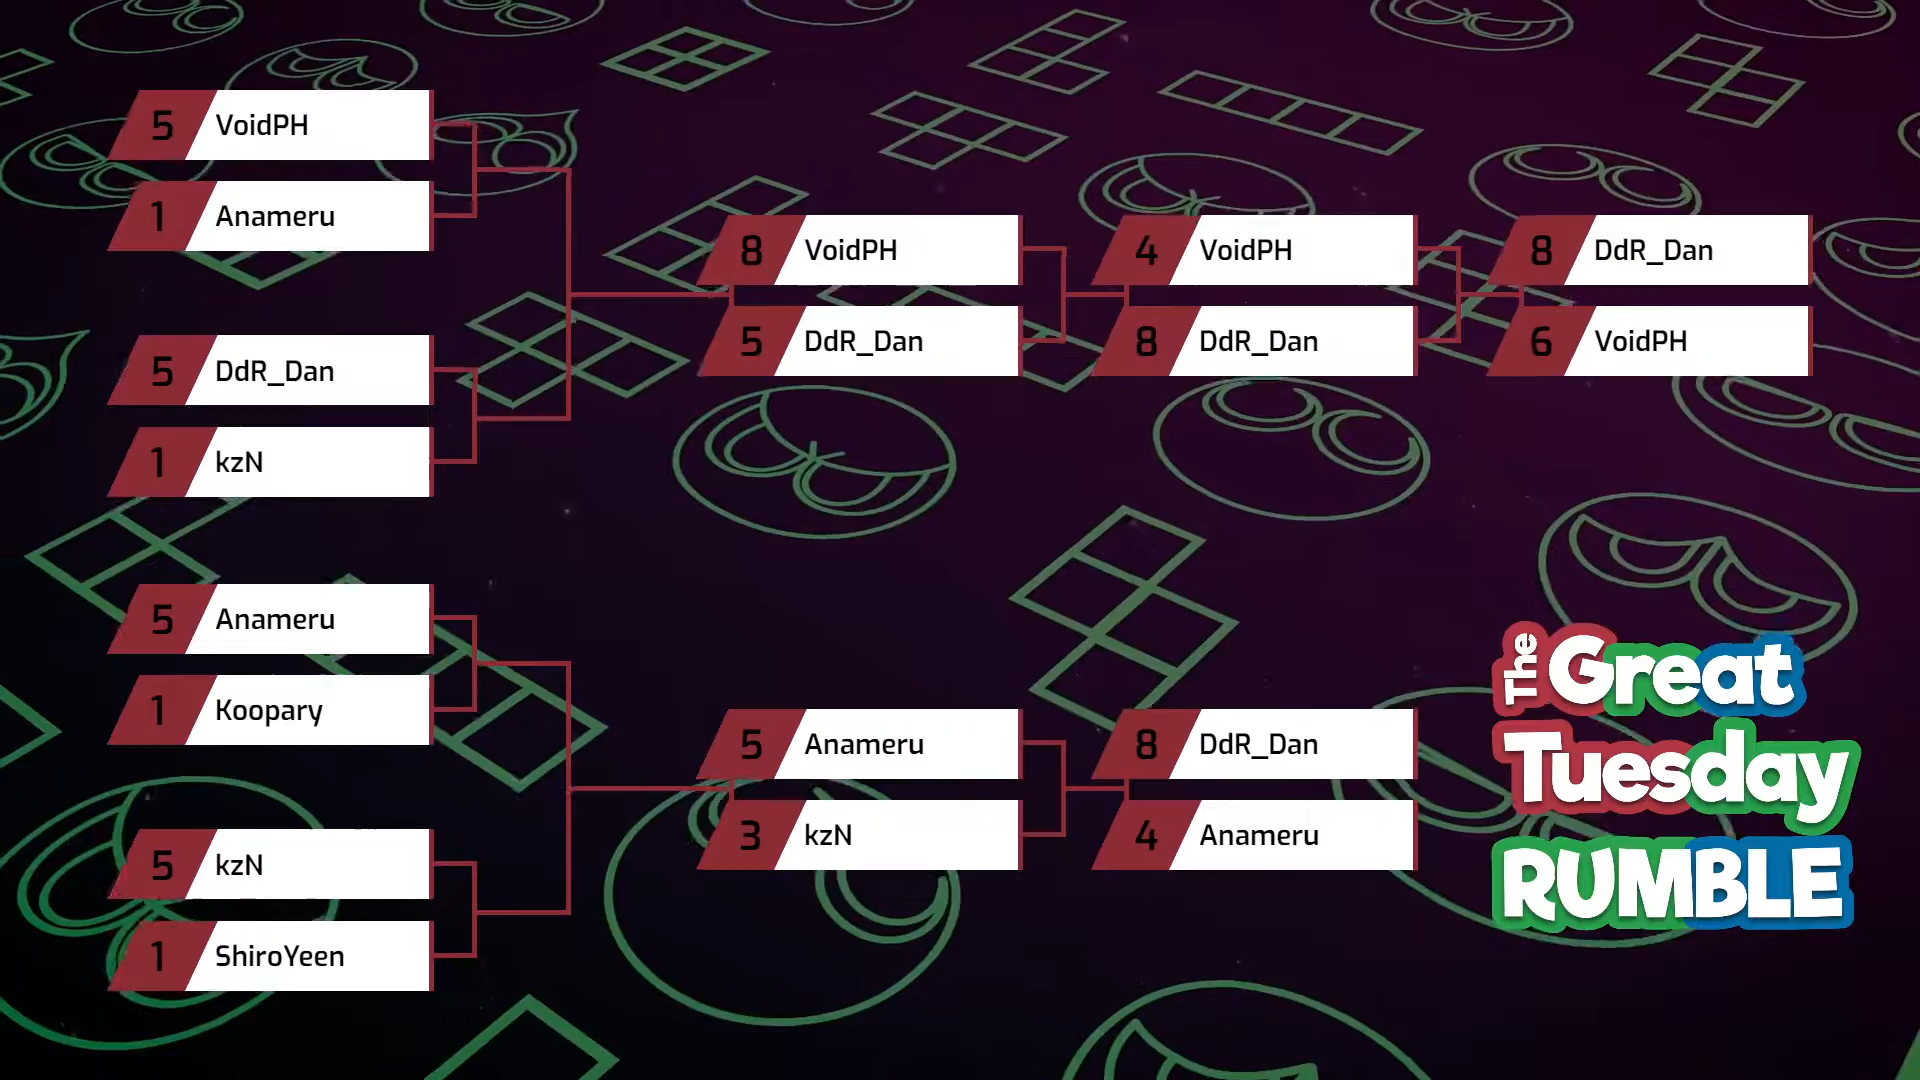 5 VoidPH
1 Anameru
5 DdR_Dan
1 kzN
8 VoidPH
5 DdR_Dan
4 VoidPH
8 DdR_Dan
8 DdR_Dan
6 VoidPH
5 Anameru
1 Koopary
5 kzN
1 ShiroYeen
5 Anameru
3 kzN
8 DdR_Dan
4 Anameru
The Great
Tuesday
RUMBLE